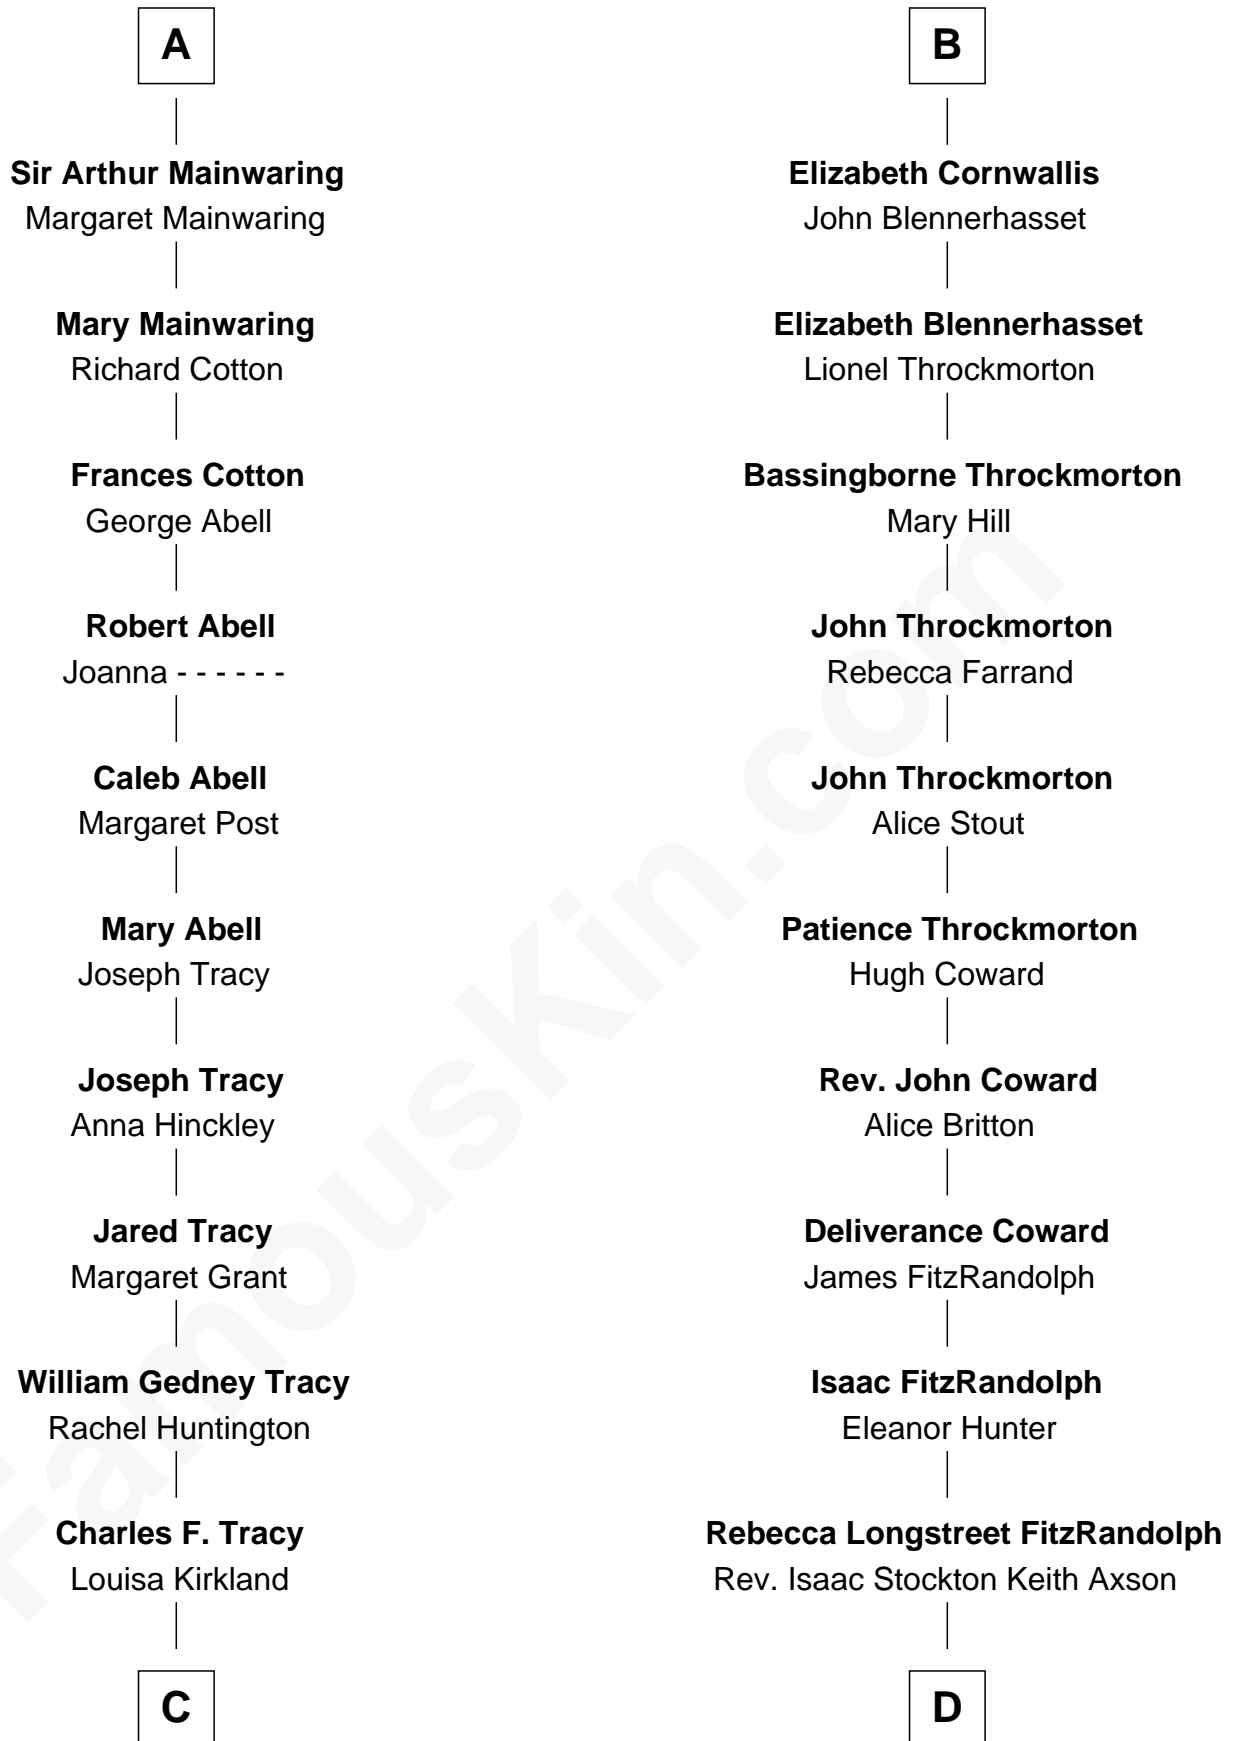 A
Sir Arthur Mainwaring
Margaret Mainwaring
Mary Mainwaring
Richard Cotton
Frances Cotton
George Abell
Robert Abell
Joanna - - - - - -
Caleb Abell
Margaret Post
Mary Abell
Joseph Tracy
Joseph Tracy
Anna Hinckley
Jared Tracy
Margaret Grant
William Gedney Tracy
Rachel Huntington
Charles F. Tracy
Louisa Kirkland
C
B
Elizabeth Cornwallis
John Blennerhasset
Elizabeth Blennerhasset
Lionel Throckmorton
Bassingborne Throckmorton
Mary Hill
John Throckmorton
Rebecca Farrand
John Throckmorton
Alice Stout
Patience Throckmorton
Hugh Coward
Rev. John Coward
Alice Britton
Deliverance Coward
James FitzRandolph
Isaac FitzRandolph
Eleanor Hunter
Rebecca Longstreet FitzRandolph
Rev. Isaac Stockton Keith Axson
D
FamousKin.com